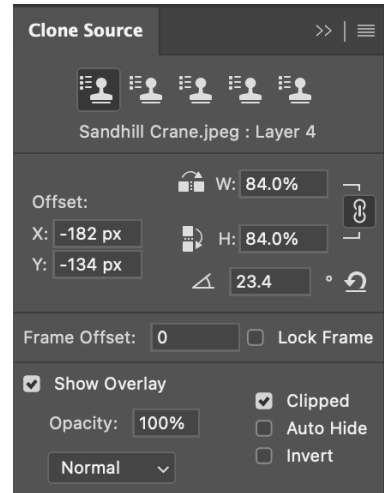 Clone Source
Sandhill Crane.jpeg : Layer 4
W: 84.0%
Offset:
X: -182 px
H: 84.0%
Y: -134 px
23.4 °
Frame Offset: 0 Lock Frame
Show Overlay
Clipped
Opacity: 100%
Auto Hide
Invert
Normal